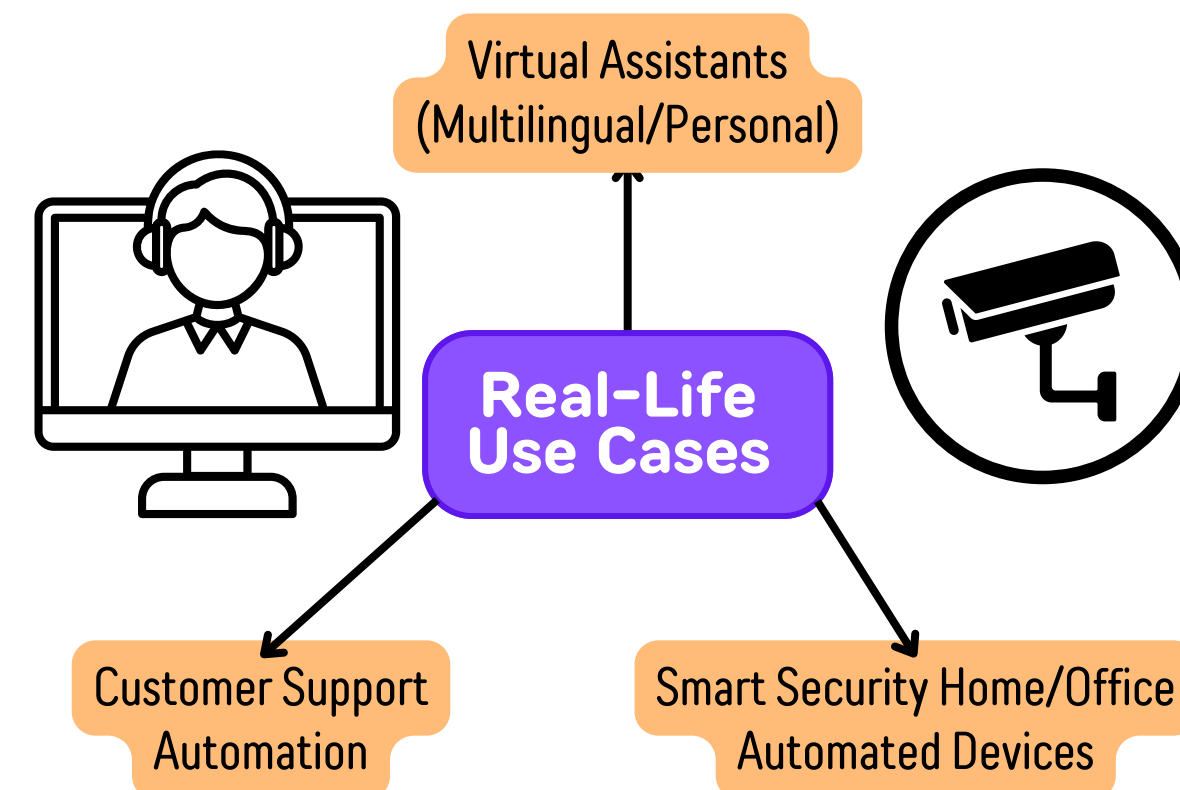 Virtual Assistants
(Multilingual/Personal)
Real-Life
Use Cases
Customer Support
Automation
Smart Security Home/Office
Automated Devices